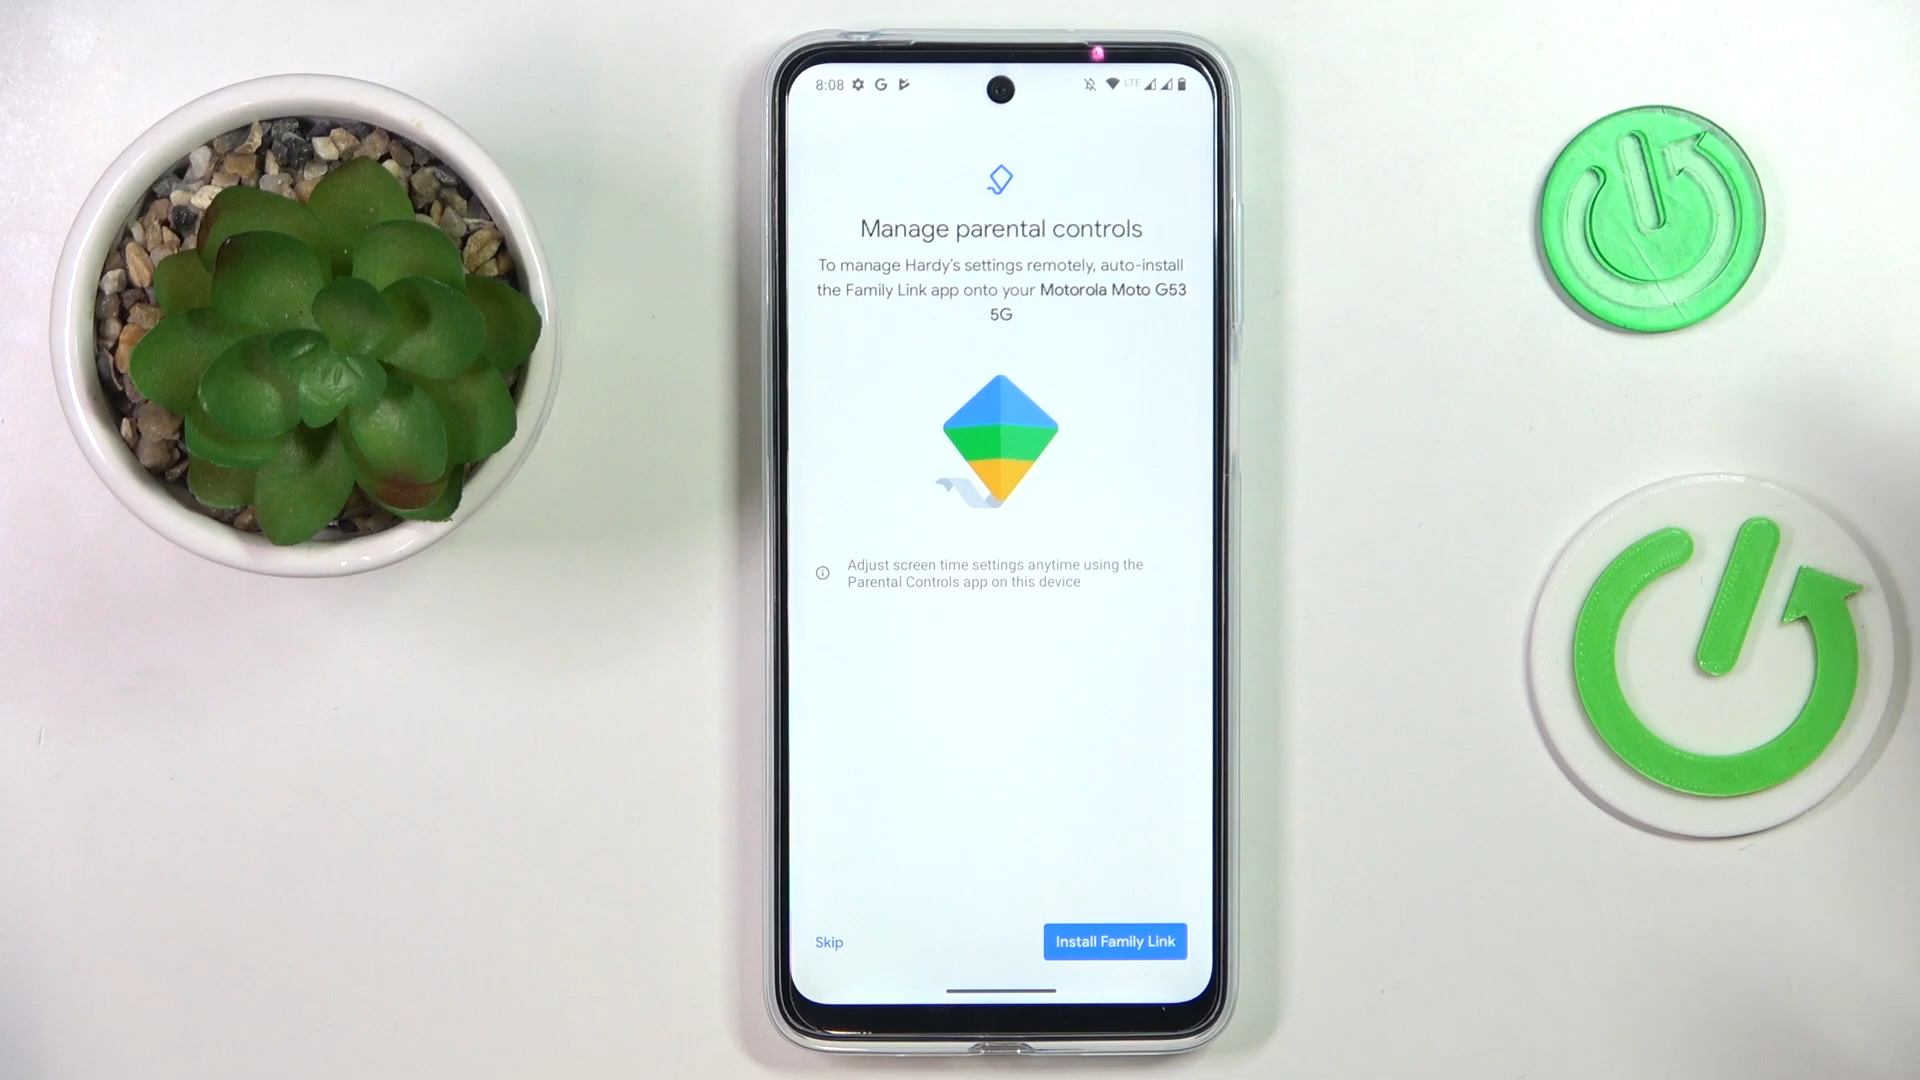 8:08
LTE
Manage parental controls
To manage Hardy's settings remotely, auto-install
the Family Link app onto your Motorola Moto G53
5G
Adjust screen time settings anytime using the
Parental Controls app on this device
Skip
Install Family Link